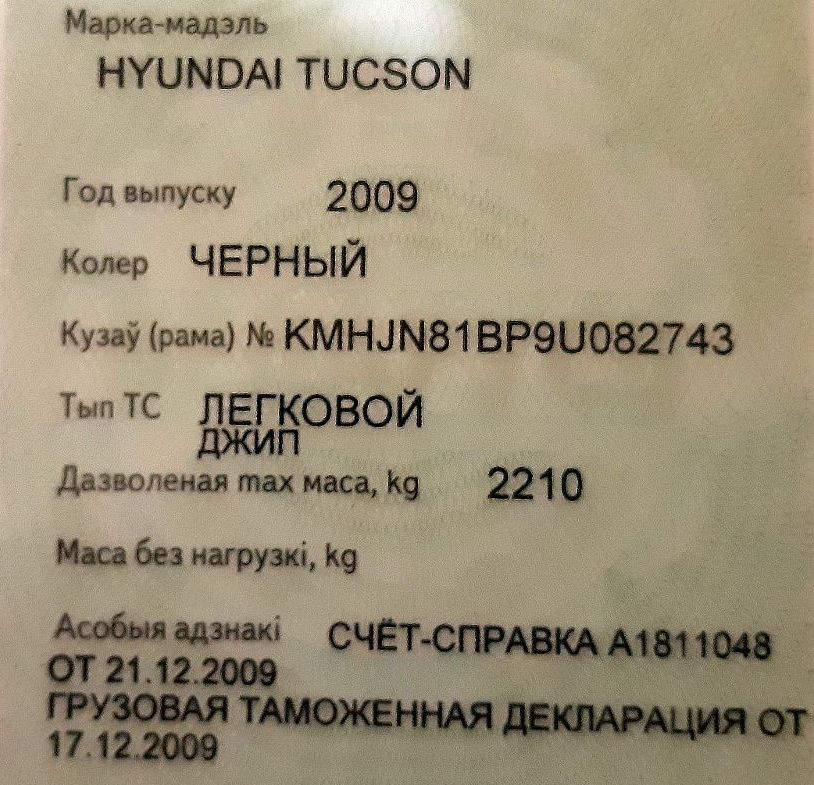 Марка-мадэль
HYUNDAI TUCSON
Год выпуску 2009
Колер ЧЕРНЫЙ
Кузаў (рама) № KMHJN81BP9U082743
Тып ТС ЛЕГКОВОЙ
ДЖИП
Дазволеная max маса, kg 2210
Маса без нагрузкі, kg
Асобыя адзнакі СЧЁТ-СПРАВКА А1811048
ОТ 21.12.2009
ГРУЗОВАЯ ТАМОЖЕННАЯ ДЕКЛАРАЦИЯ ОТ
17.12.2009